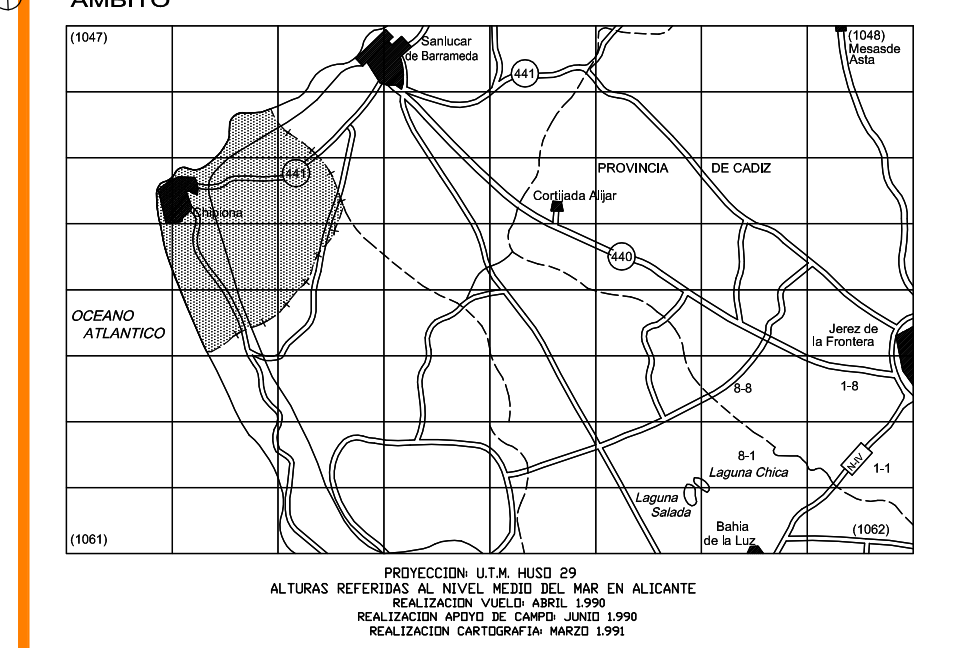 AMBITO
(1047)
Sanlucar
de Barrameda
(1048)
Mesasde
Asta
441
441
PROVINCIA DE CADIZ
Cortijada Alijar
Chipiona
440
OCEANO
ATLANTICO
Jerez de
la Frontera
8-8
1-8
8-1
N-IV
1-1
Laguna Chica
Laguna
Salada
Bahia
de la Luz
(1061)
(1062)
PROYECCION: U.T.M. HUSO 29
ALTURAS REFERIDAS AL NIVEL MEDIO DEL MAR EN ALICANTE
REALIZACION VUELO: ABRIL 1.990
REALIZACION APOYO DE CAMPO: JUNIO 1.990
REALIZACION CARTOGRAFIA: MARZO 1.991